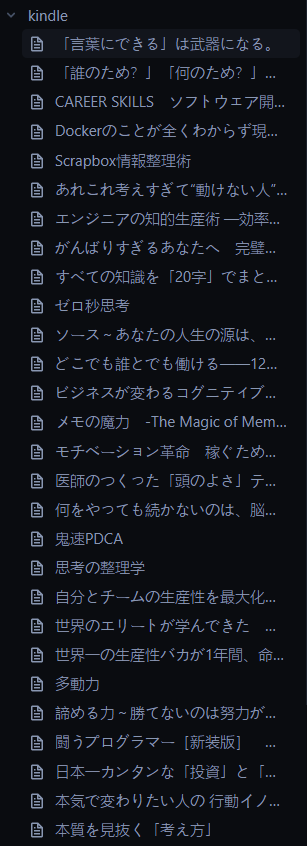 kindle
「言葉にできる」は武器になる。
「誰のため？」「何のため？」...
CAREER SKILLS　ソフトウェア開...
Dockerのことが全くわからず現...
Scrapbox情報整理術
あれこれ考えすぎて“動けない人”...
エンジニアの知的生産術 ―効率...
がんばりすぎるあなたへ　完璧...
すべての知識を「20字」でまと...
ゼロ秒思考
ソース～あなたの人生の源は、...
どこでも誰とでも働ける――12...
ビジネスが変わるコグニティブ...
メモの魔力　-The Magic of Mem...
モチベーション革命　稼ぐため...
医師のつくった「頭のよさ」テ...
何をやっても続かないのは、脳...
鬼速PDCA
思考の整理学
自分とチームの生産性を最大化...
世界のエリートが学んできた　...
世界一の生産性バカが1年間、命...
多動力
諦める力～勝てないのは努力が...
闘うプログラマー［新装版］　...
日本一カンタンな「投資」と「...
本気で変わりたい人の 行動イノ...
本質を見抜く「考え方」